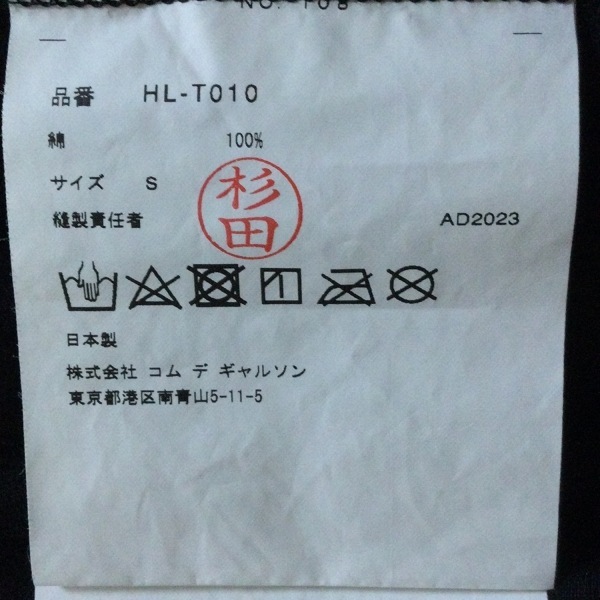 品番 HL-T010
綿 100%
サイズ S
杉田
縫製責任者 AD2023
日本製
株式会社 コム デ ギャルソン
東京都港区南青山5-11-5